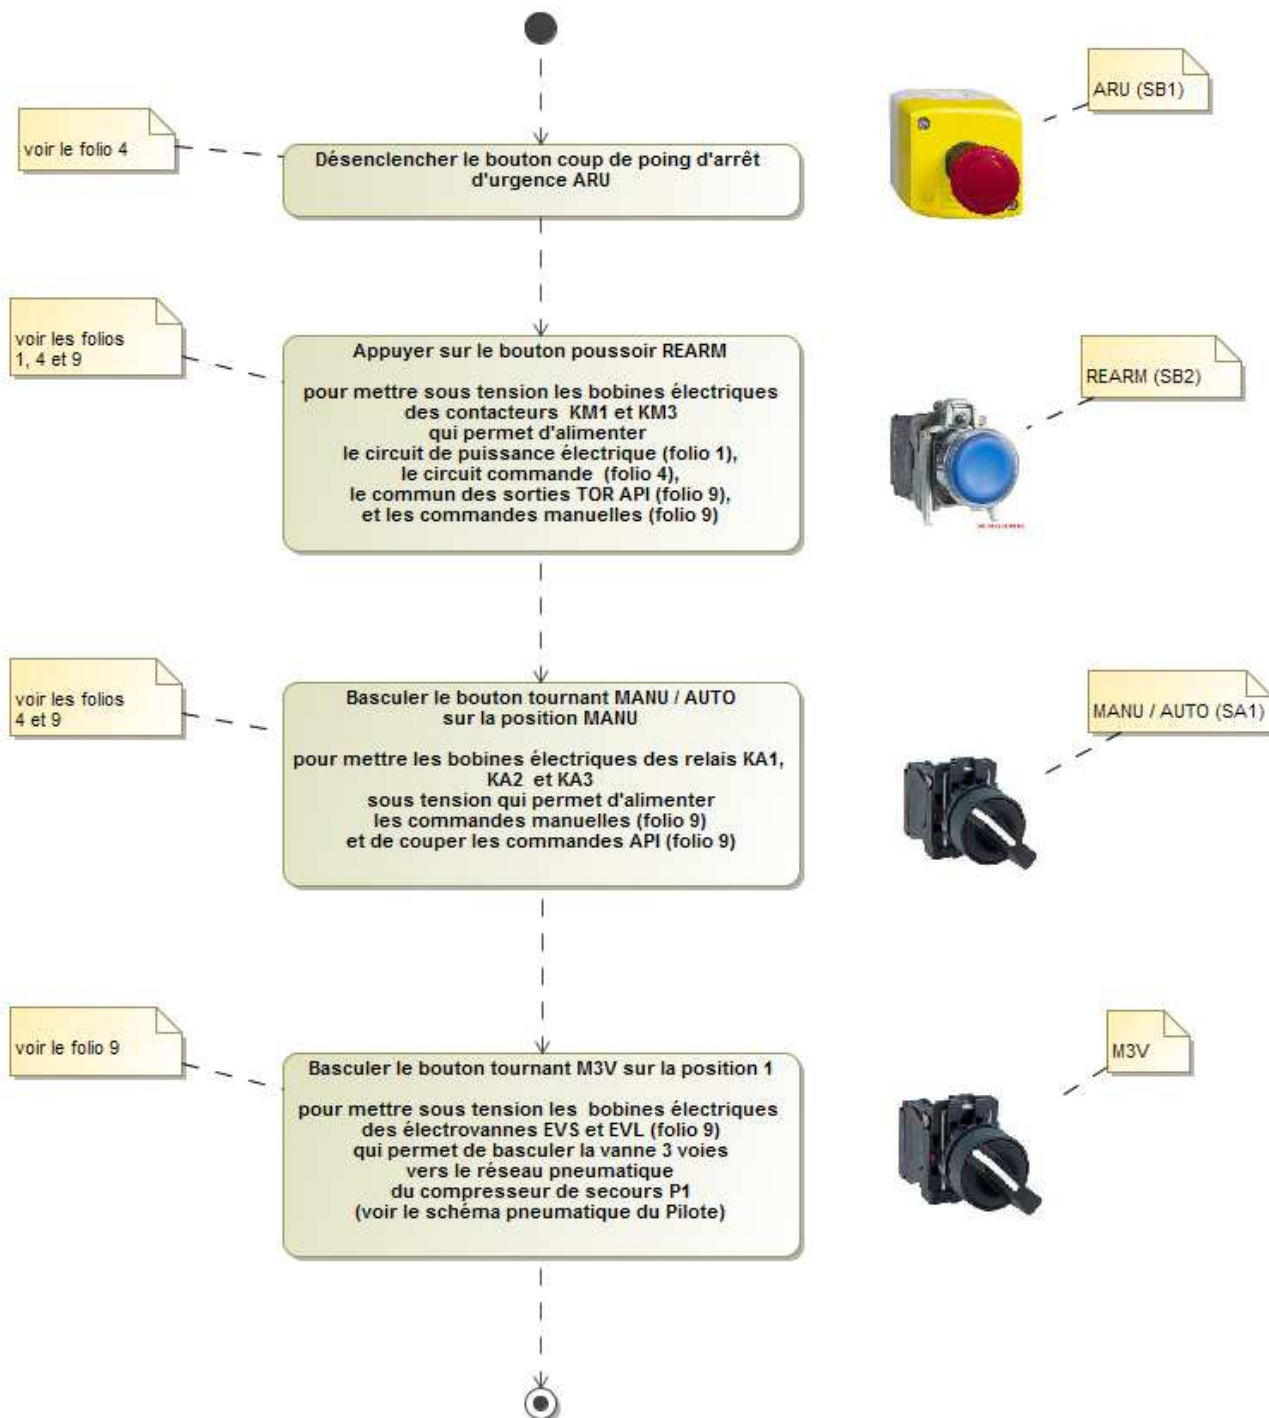 ARU (SB1)
voir le folio 4
Désenclencher le bouton coup de poing d'arrêt
d'urgence ARU
voir les folios
1, 4 et 9
Appuyer sur le bouton poussoir REARM
pour mettre sous tension les bobines électriques
des contacteurs KM1 et KM3
qui permet d'alimenter
le circuit de puissance électrique (folio 1),
le circuit commande (folio 4),
le commun des sorties TOR API (folio 9),
et les commandes manuelles (folio 9)
REARM (SB2)
voir les folios
4 et 9
Basculer le bouton tournant MANU / AUTO
sur la position MANU
pour mettre les bobines électriques des relais KA1,
KA2 et KA3
sous tension qui permet d'alimenter
les commandes manuelles (folio 9)
et de couper les commandes API (folio 9)
MANU / AUTO (SA1)
voir le folio 9
Basculer le bouton tournant M3V sur la position 1
pour mettre sous tension les bobines électriques
des électrovannes EVS et EVL (folio 9)
qui permet de basculer la vanne 3 voies
vers le réseau pneumatique
du compresseur de secours P1
(voir le schéma pneumatique du Pilote)
M3V